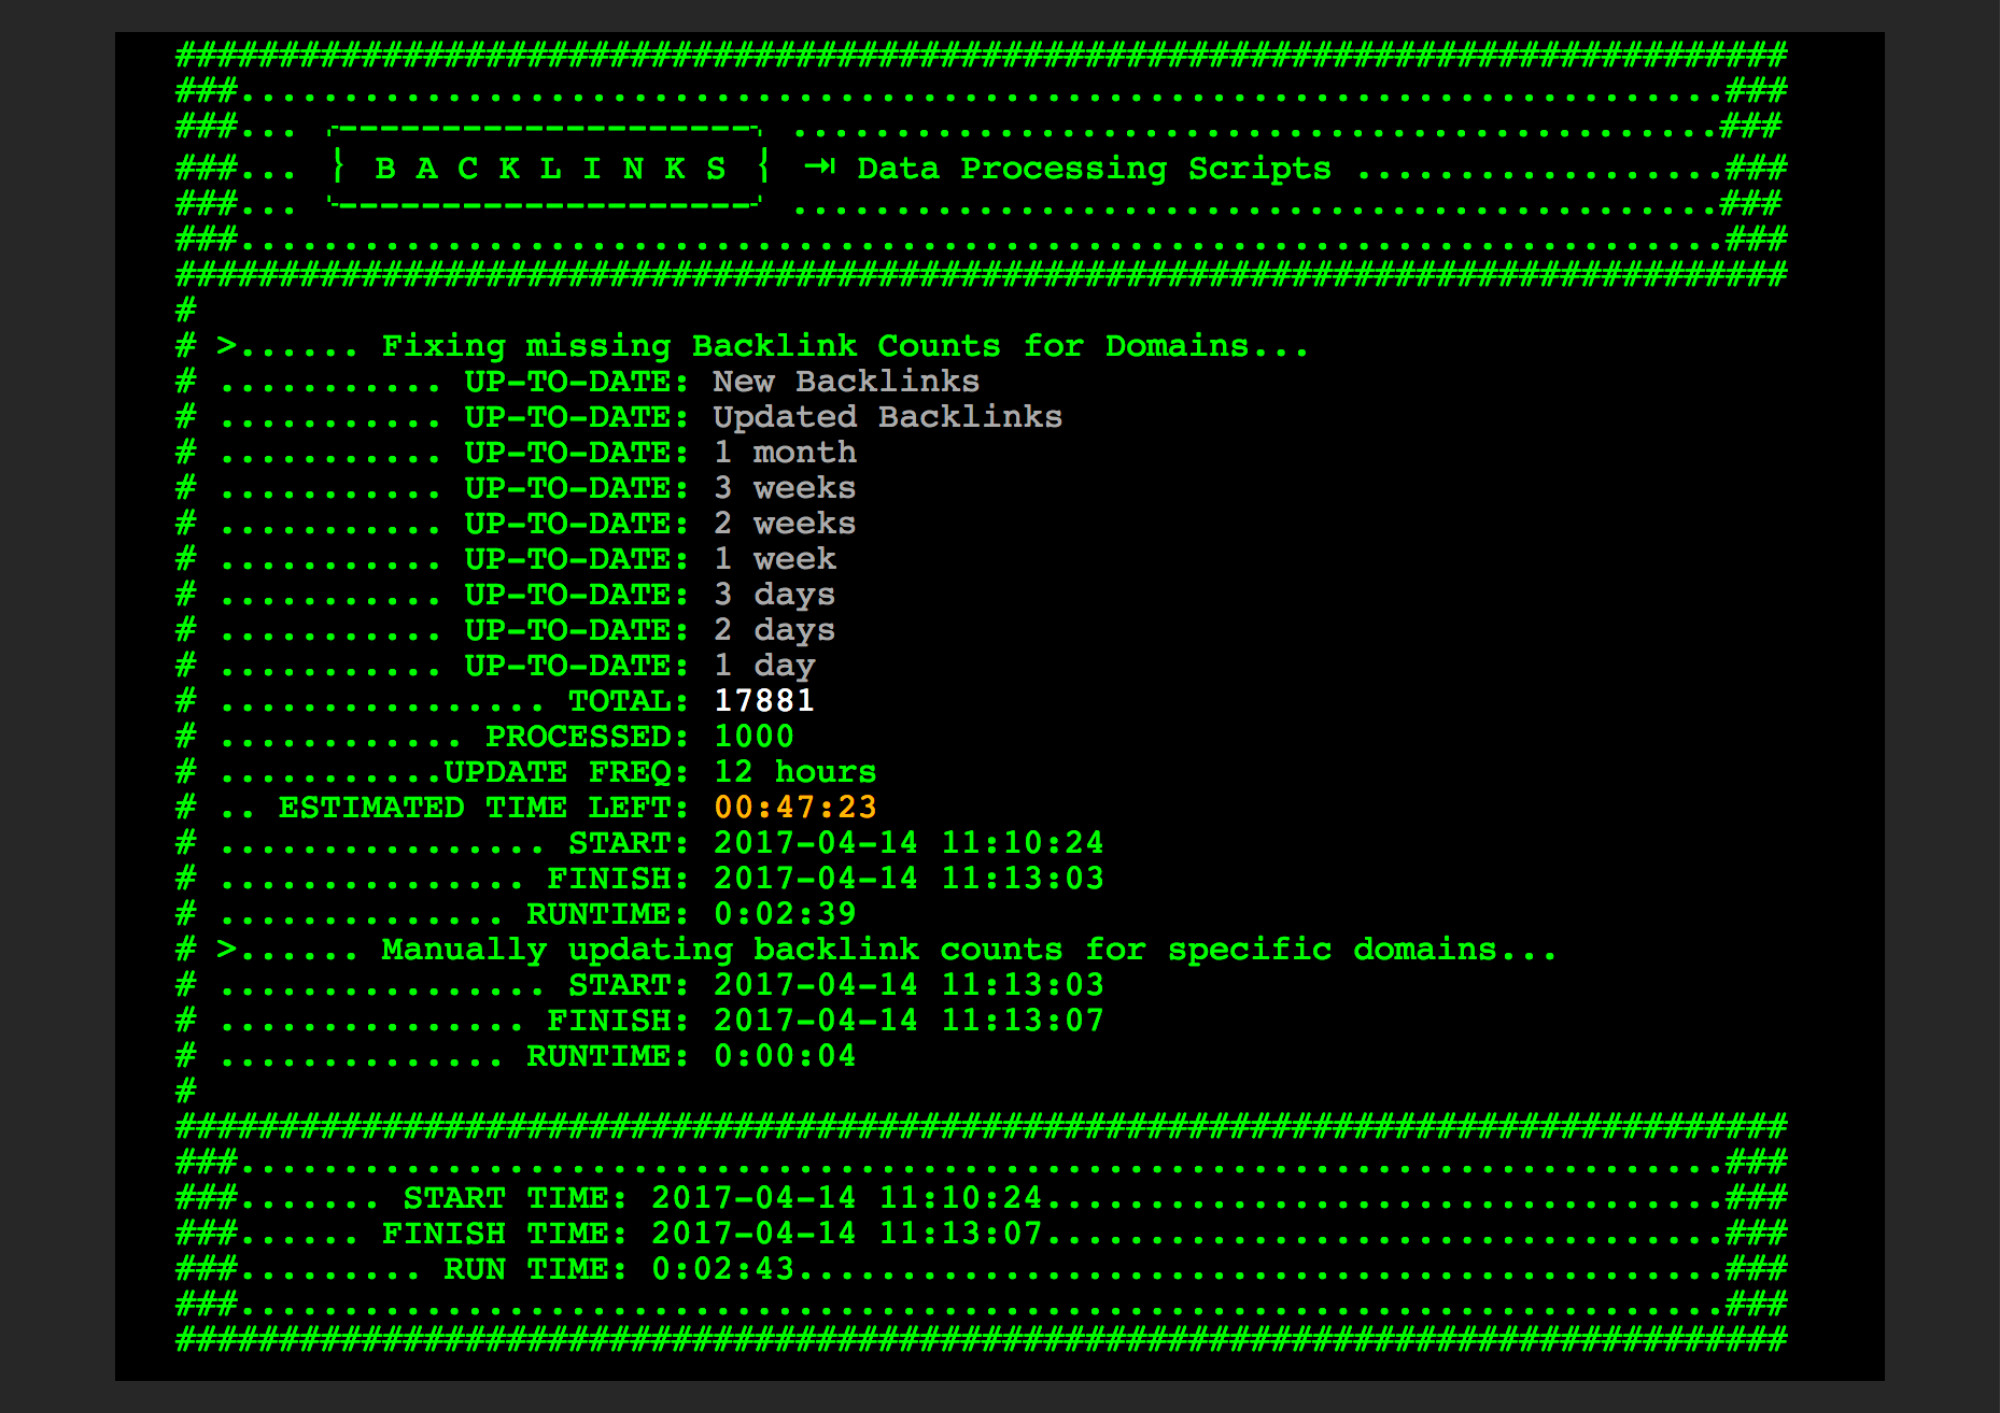 ##############################################################################
###........................................................................###
###... ┌--------------------┐ .............................................###
###... } B A C K L I N K S { ⇥ Data Processing Scripts ..................###
###... '--------------------' .............................................###
###........................................................................###
##############################################################################
#
# >...... Fixing missing Backlink Counts for Domains...
# ........... UP-TO-DATE: New Backlinks
# ........... UP-TO-DATE: Updated Backlinks
# ........... UP-TO-DATE: 1 month
# ........... UP-TO-DATE: 3 weeks
# ........... UP-TO-DATE: 2 weeks
# ........... UP-TO-DATE: 1 week
# ........... UP-TO-DATE: 3 days
# ........... UP-TO-DATE: 2 days
# ........... UP-TO-DATE: 1 day
# ................ TOTAL: 17881
# ............ PROCESSED: 1000
# ...........UPDATE FREQ: 12 hours
# .. ESTIMATED TIME LEFT: 00:47:23
# ................ START: 2017-04-14 11:10:24
# ............... FINISH: 2017-04-14 11:13:03
# .............. RUNTIME: 0:02:39
# >...... Manually updating backlink counts for specific domains...
# ................ START: 2017-04-14 11:13:03
# ............... FINISH: 2017-04-14 11:13:07
# .............. RUNTIME: 0:00:04
#
##############################################################################
###........................................................................###
###....... START TIME: 2017-04-14 11:10:24.................................###
###...... FINISH TIME: 2017-04-14 11:13:07.................................###
###......... RUN TIME: 0:02:43.............................................###
###........................................................................###
##############################################################################